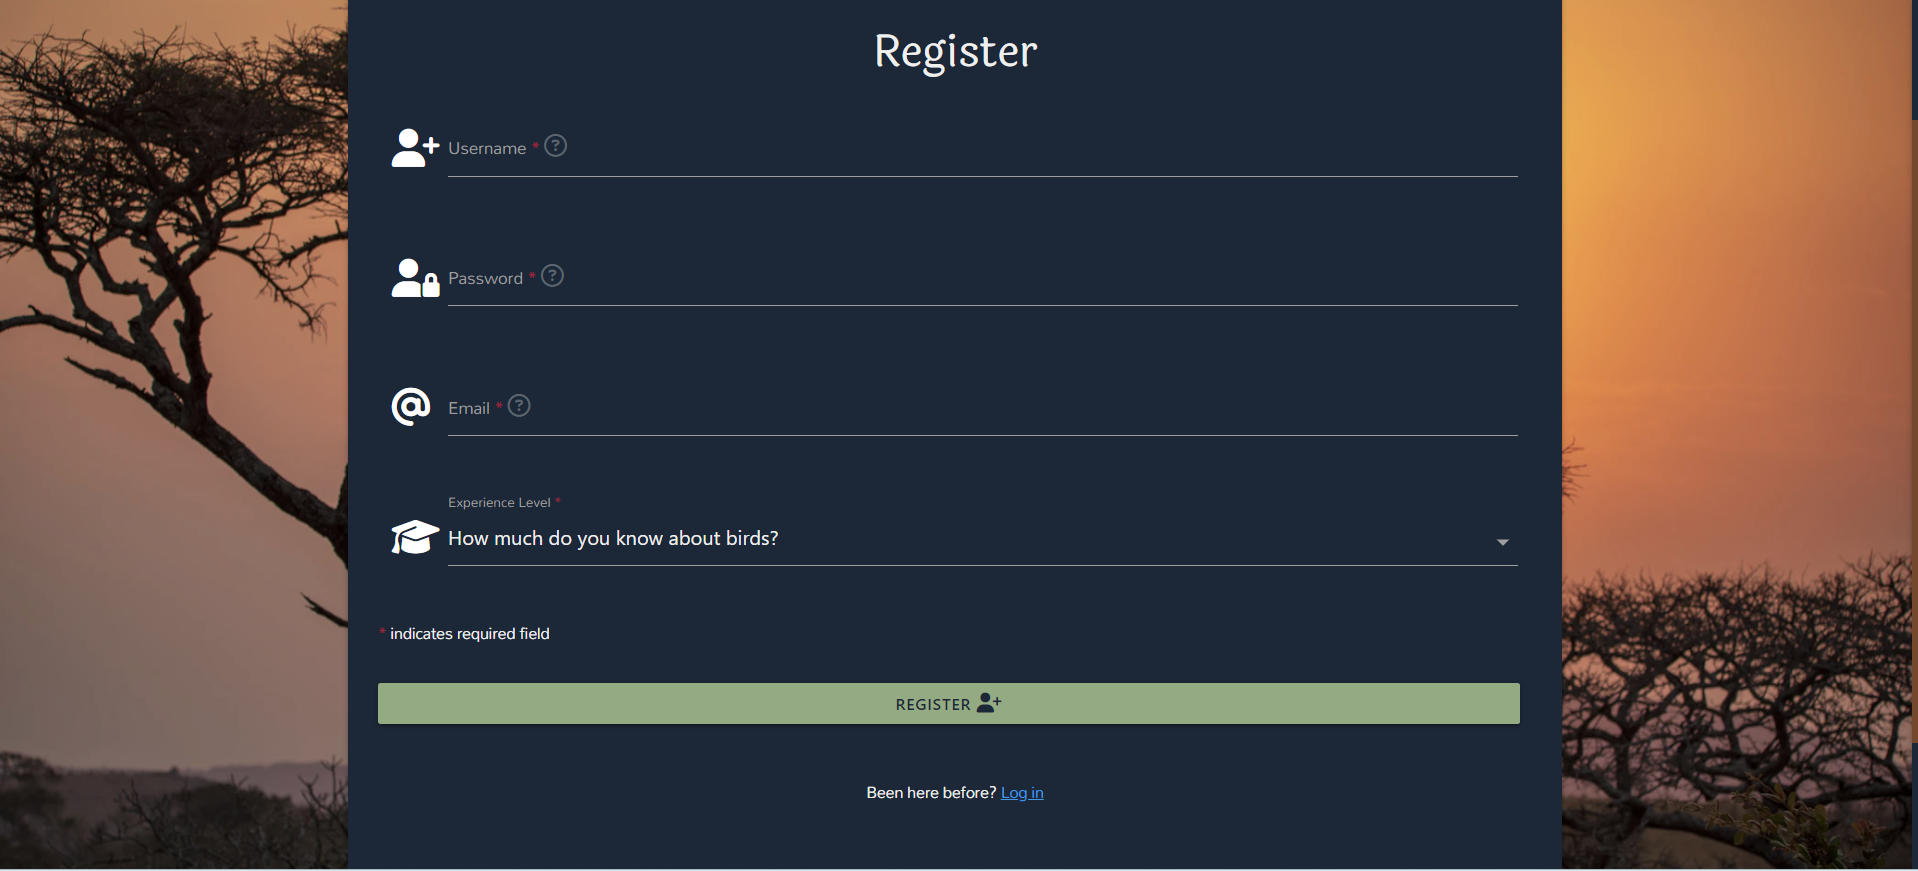 Register
Username * ?
Password * ?
@ Email * ?
Experience Level *
How much do you know about birds?
* indicates required field
REGISTER
Been here before? Log in